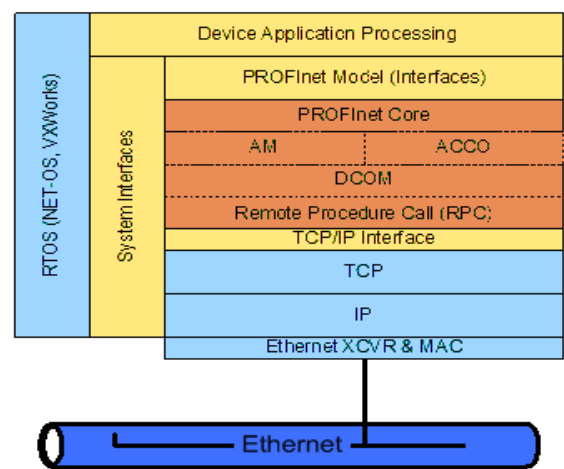 Device Application Processing
RTOS (NET-OS, VXWorks)
System Interfaces
PROFInet Model (Interfaces)
PROFInet Core
AM
ACCO
DCOM
Remote Procedure Call (RPC)
TCP/IP Interface
TCP
IP
Ethernet XCVR & MAC
Ethernet